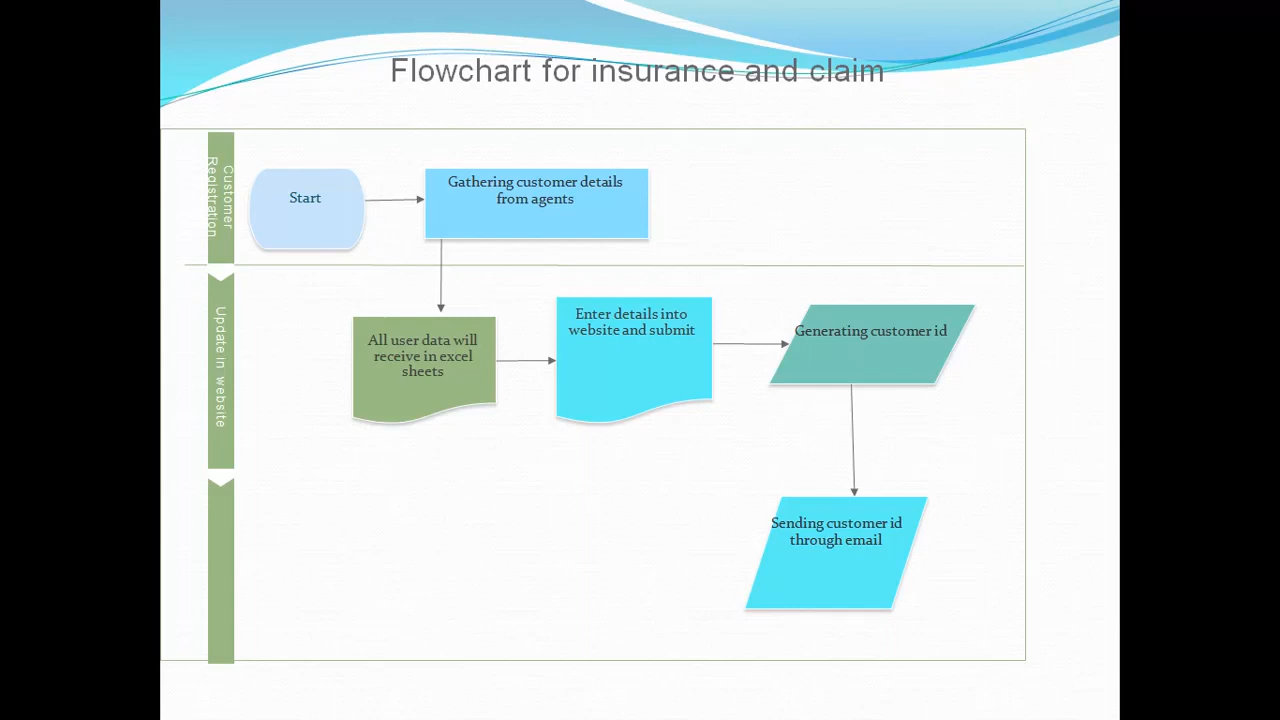 Flowchart for insurance and claim
Customer
Registration
Start
Gathering customer details
from agents
Update in website
All user data will
receive in excel
sheets
Enter details into
website and submit
Generating customer id
Sending customer id
through email